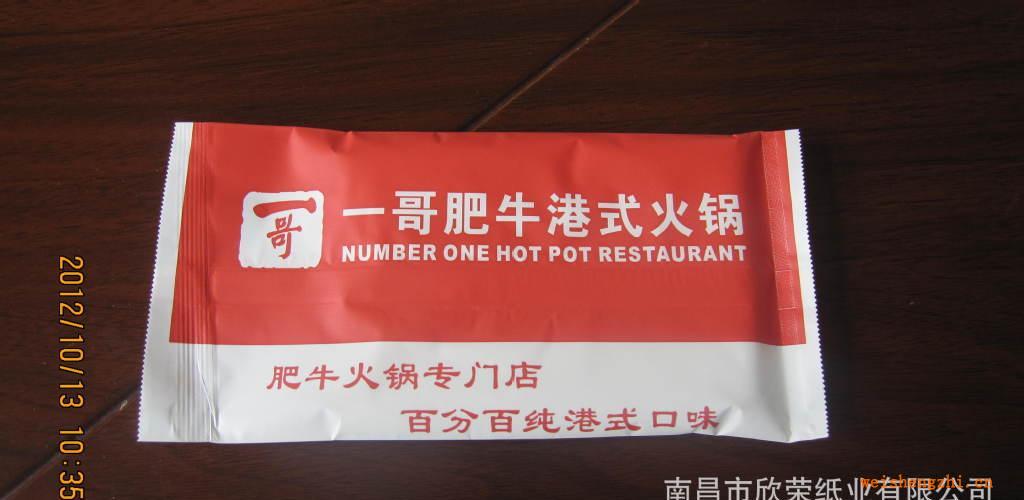 一哥
一哥肥牛港式火锅
NUMBER ONE HOT POT RESTAURANT
肥牛火锅专门店
百分百纯港式口味
2012/10/13 10:35
南昌市欣荣纸业有限公司
weishengzhi.cn